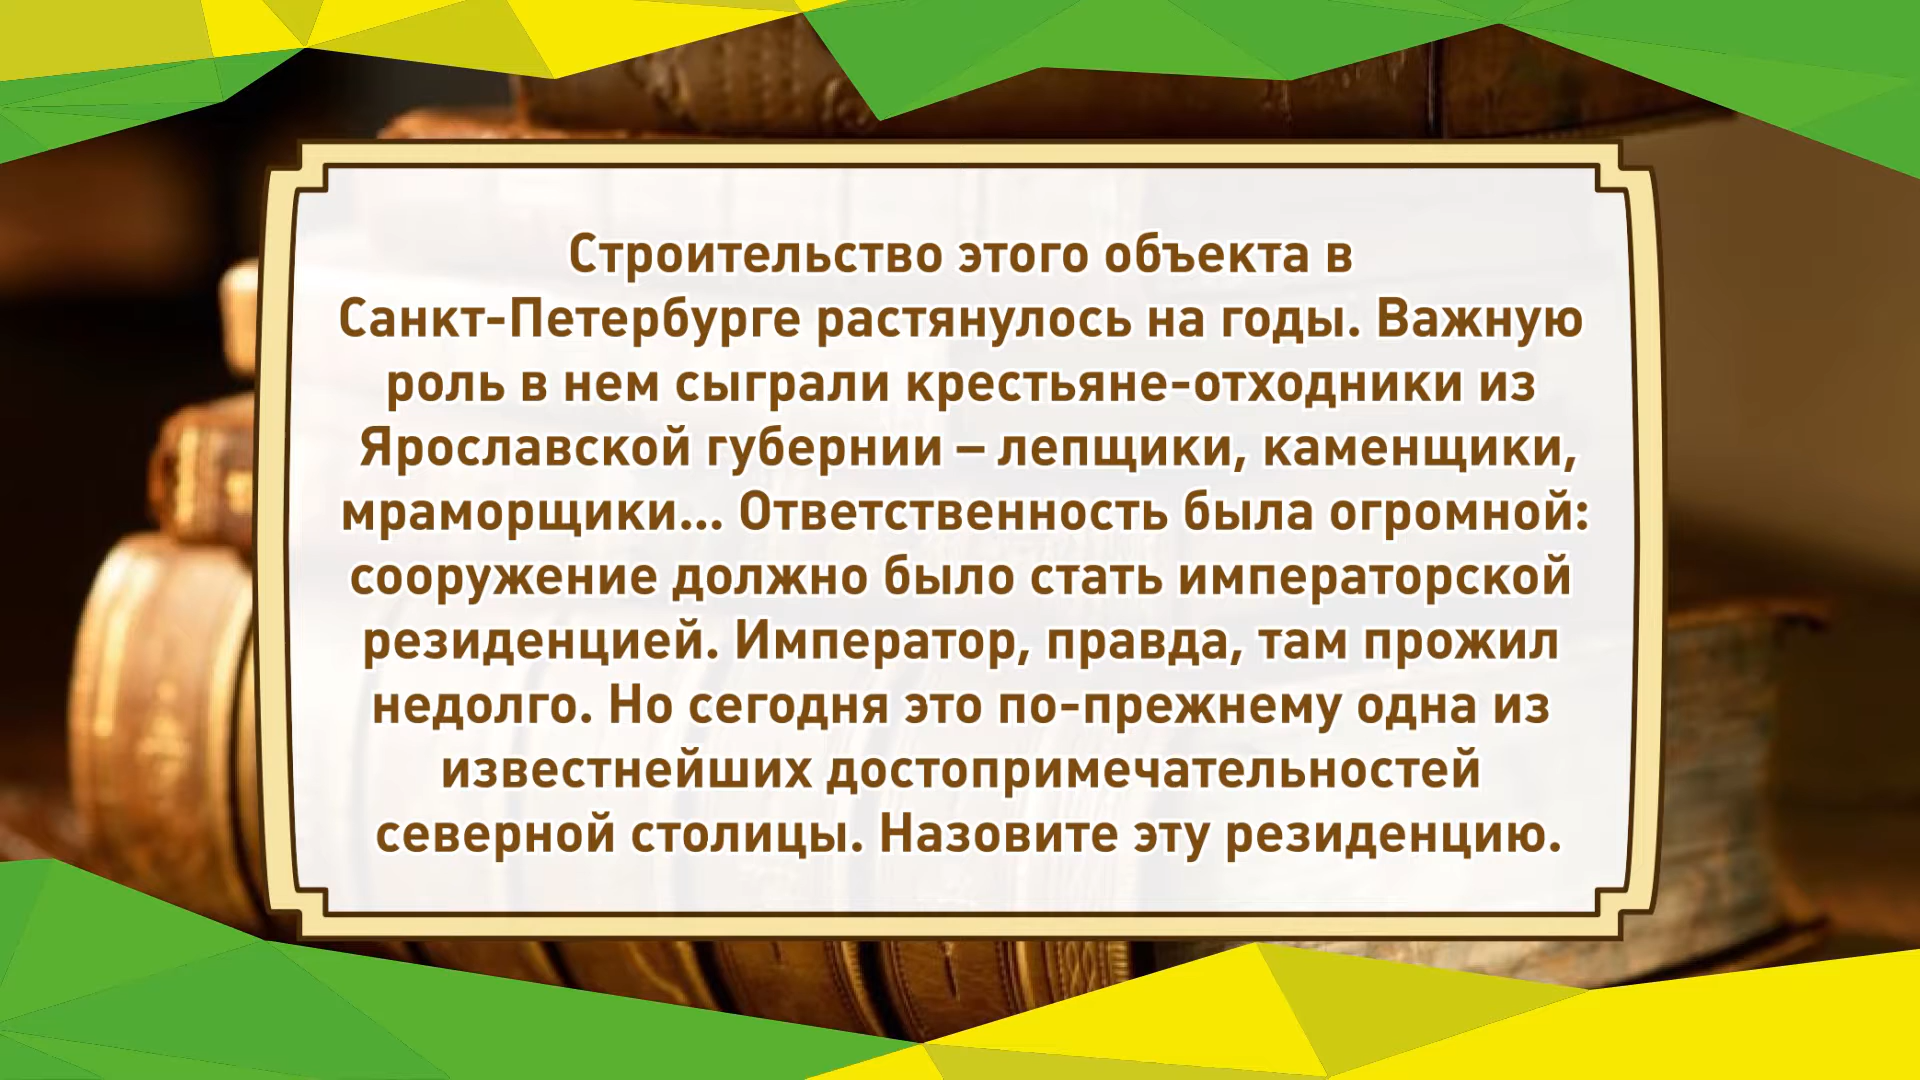 Строительство этого объекта в
Санкт-Петербурге растянулось на годы. Важную
роль в нем сыграли крестьяне-отходники из
Ярославской губернии – лепщики, каменщики,
мраморщики... Ответственность была огромной:
сооружение должно было стать императорской
резиденцией. Император, правда, там прожил
недолго. Но сегодня это по-прежнему одна из
известнейших достопримечательностей
северной столицы. Назовите эту резиденцию.